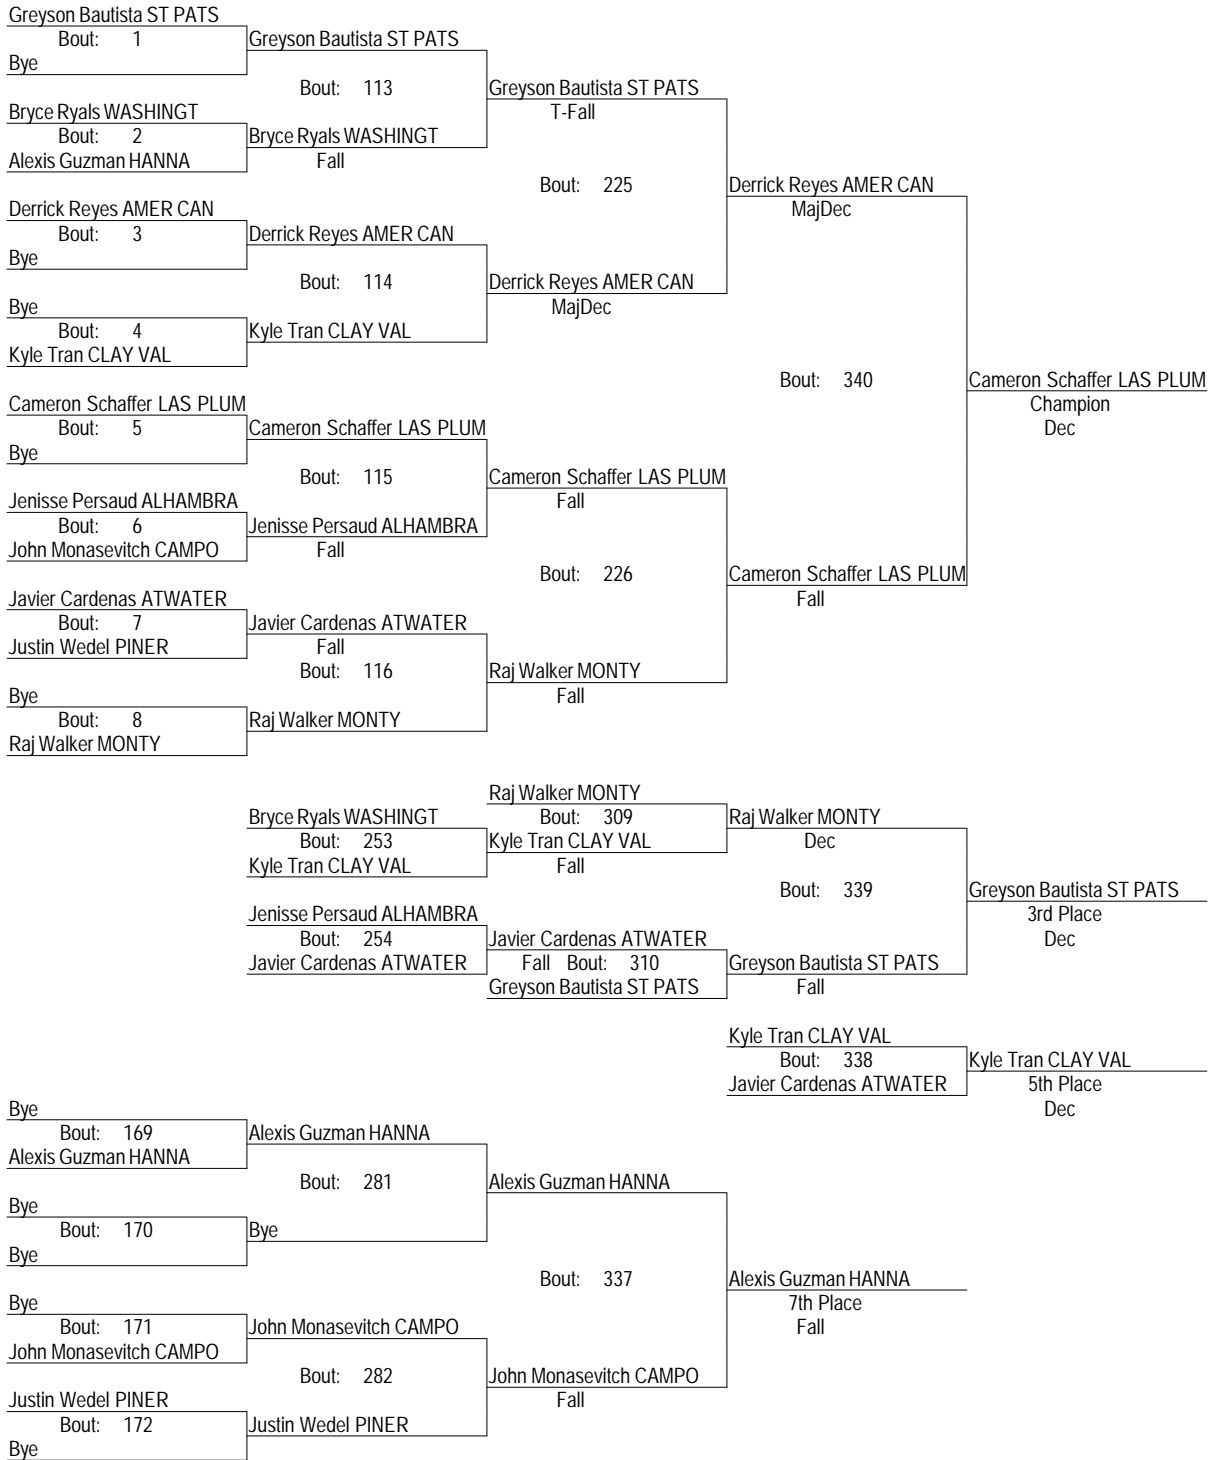 Greyson Bautista ST PATS
Bout: 1 Greyson Bautista ST PATS
Bye
Bout: 113 Greyson Bautista ST PATS
Bryce Ryals WASHINGT T-Fall
Bout: 2 Bryce Ryals WASHINGT
Alexis Guzman HANNA Fall
Bout: 225 Derrick Reyes AMER CAN
Derrick Reyes AMER CAN MajDec
Bout: 3 Derrick Reyes AMER CAN
Bye
Bout: 114 Derrick Reyes AMER CAN
Bye MajDec
Bout: 4 Kyle Tran CLAY VAL
Kyle Tran CLAY VAL
Bout: 340 Cameron Schaffer LAS PLUM
Cameron Schaffer LAS PLUM Champion
Bout: 5 Cameron Schaffer LAS PLUM Dec
Bye
Bout: 115 Cameron Schaffer LAS PLUM
Jenisse Persaud ALHAMBRA Fall
Bout: 6 Jenisse Persaud ALHAMBRA
John Monasevitch CAMPO Fall
Bout: 226 Cameron Schaffer LAS PLUM
Javier Cardenas ATWATER Fall
Bout: 7 Javier Cardenas ATWATER
Justin Wedel PINER Fall
Bout: 116 Raj Walker MONTY
Bye Fall
Bout: 8 Raj Walker MONTY
Raj Walker MONTY
Raj Walker MONTY
Bryce Ryals WASHINGT Bout: 309 Raj Walker MONTY
Bout: 253 Kyle Tran CLAY VAL Dec
Kyle Tran CLAY VAL Fall
Bout: 339 Greyson Bautista ST PATS
Jenisse Persaud ALHAMBRA 3rd Place
Bout: 254 Javier Cardenas ATWATER Dec
Javier Cardenas ATWATER Fall Bout: 310 Greyson Bautista ST PATS
Greyson Bautista ST PATS Fall
Kyle Tran CLAY VAL
Bout: 338 Kyle Tran CLAY VAL
Javier Cardenas ATWATER 5th Place
Bye Dec
Bout: 169 Alexis Guzman HANNA
Alexis Guzman HANNA
Bout: 281 Alexis Guzman HANNA
Bye
Bout: 170 Bye
Bye
Bout: 337 Alexis Guzman HANNA
Bye 7th Place
Bout: 171 John Monasevitch CAMPO Fall
John Monasevitch CAMPO
Bout: 282 John Monasevitch CAMPO
Justin Wedel PINER Fall
Bout: 172 Justin Wedel PINER
Bye